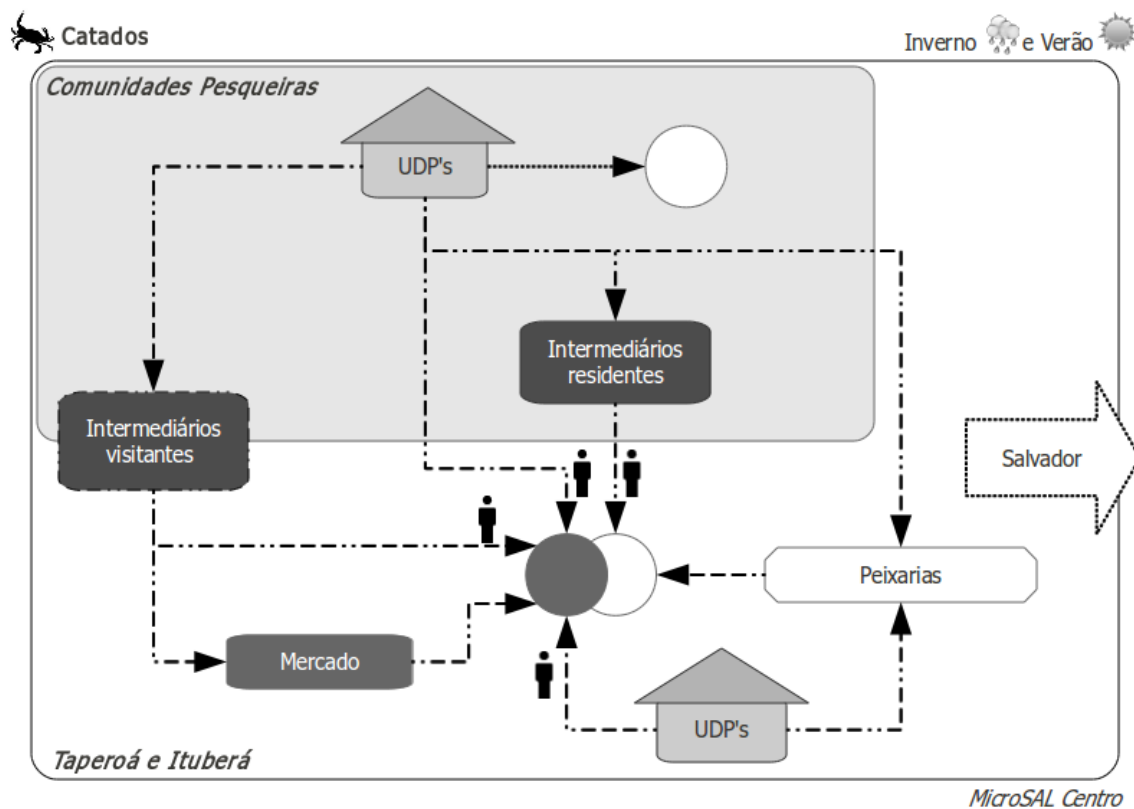 Catados
Inverno e Verão
Comunidades Pesqueiras
UDP's
Intermediários
residentes
Intermediários
visitantes
Salvador
Peixarias
Mercado
UDP's
Taperoá e Ituberá
MicroSAL Centro